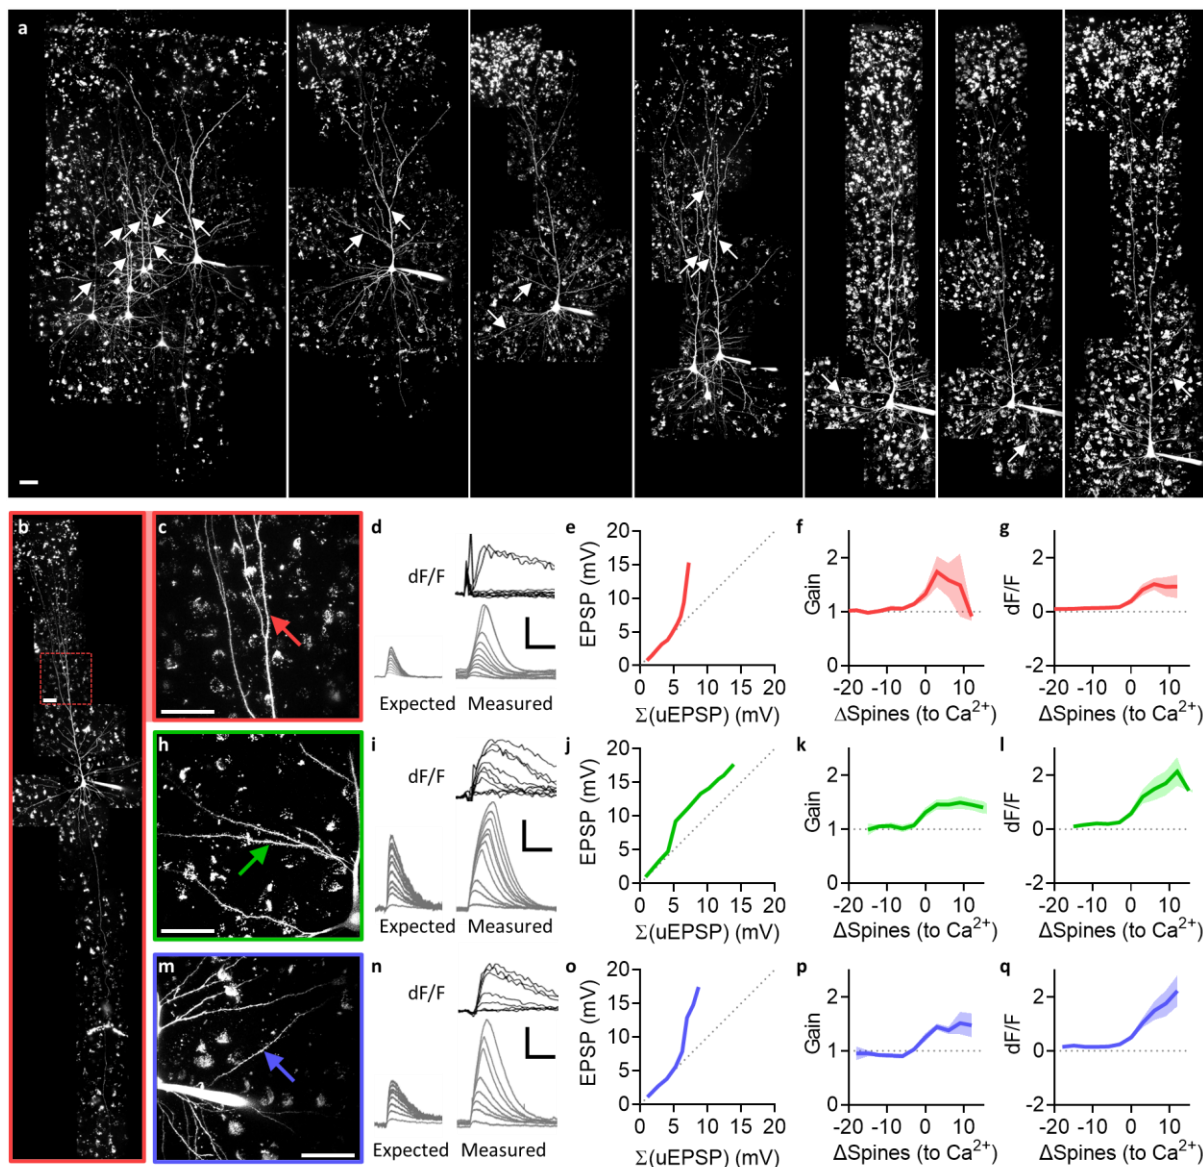 a
b
c
d
dF/F
Expected Measured
e
EPSP (mV)
20
15
10
5
0
0 5 10 15 20
Σ(uEPSP) (mV)
f
Gain
2
1
-20 -10 0 10
ΔSpines (to Ca2+)
g
dF/F
2
0
-2
-20 -10 0 10
ΔSpines (to Ca2+)
h
i
dF/F
Expected Measured
j
EPSP (mV)
20
15
10
5
0
0 5 10 15 20
Σ(uEPSP) (mV)
k
Gain
2
1
0
-20 -10 0 10
ΔSpines (to Ca2+)
l
dF/F
2
0
-2
-20 -10 0 10
ΔSpines (to Ca2+)
m
n
dF/F
Expected Measured
o
EPSP (mV)
20
15
10
5
0
0 5 10 15 20
Σ(uEPSP) (mV)
p
Gain
2
1
0
-20 -10 0 10
ΔSpines (to Ca2+)
q
dF/F
2
0
-2
-20 -10 0 10
ΔSpines (to Ca2+)